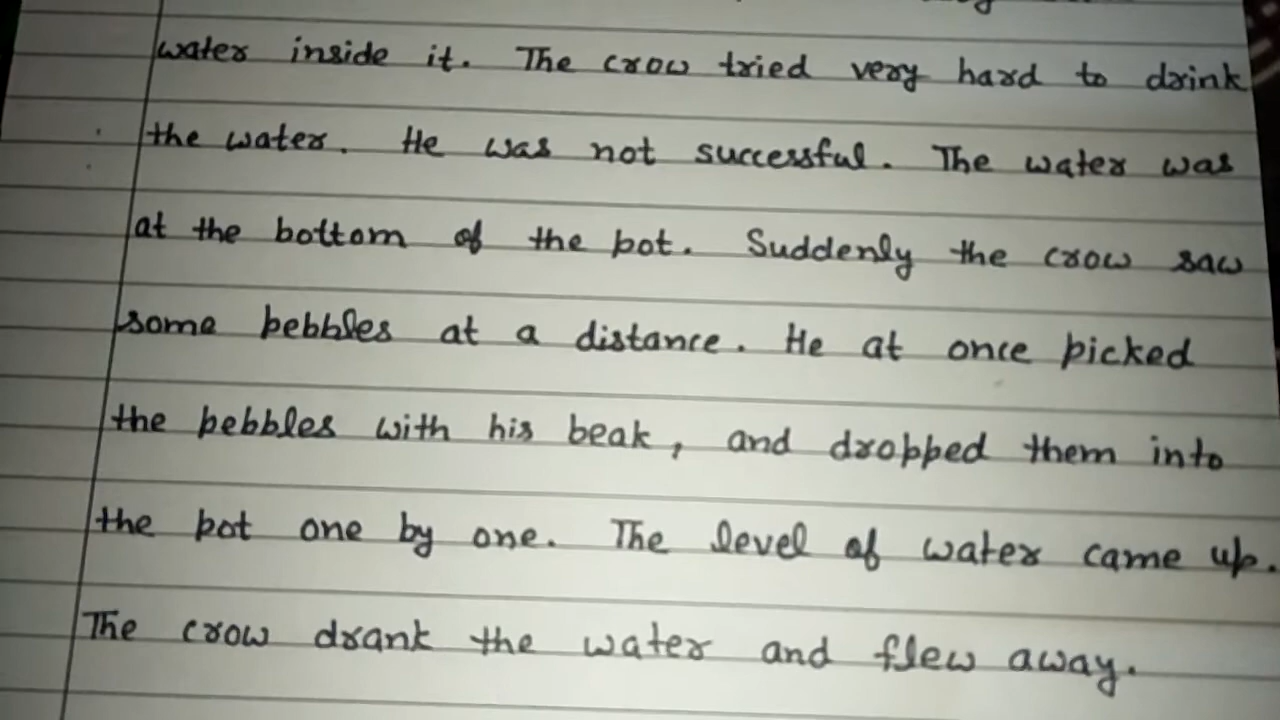 water inside it. The crow tried very hard to drink
the water. He was not successful. The water was
at the bottom of the pot. Suddenly the crow saw
some pebbles at a distance. He at once picked
the pebbles with his beak, and dropped them into
the pot one by one. The level of water came up.
The crow drank the water and flew away.